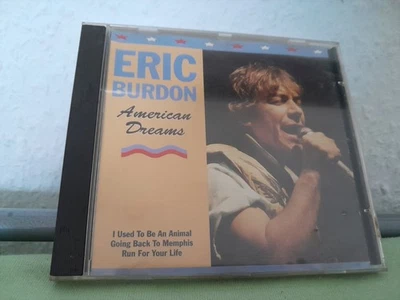 ERIC
BURDON
American
Dreams
I Used To Be An Animal
Going Back To Memphis
Run For Your Life